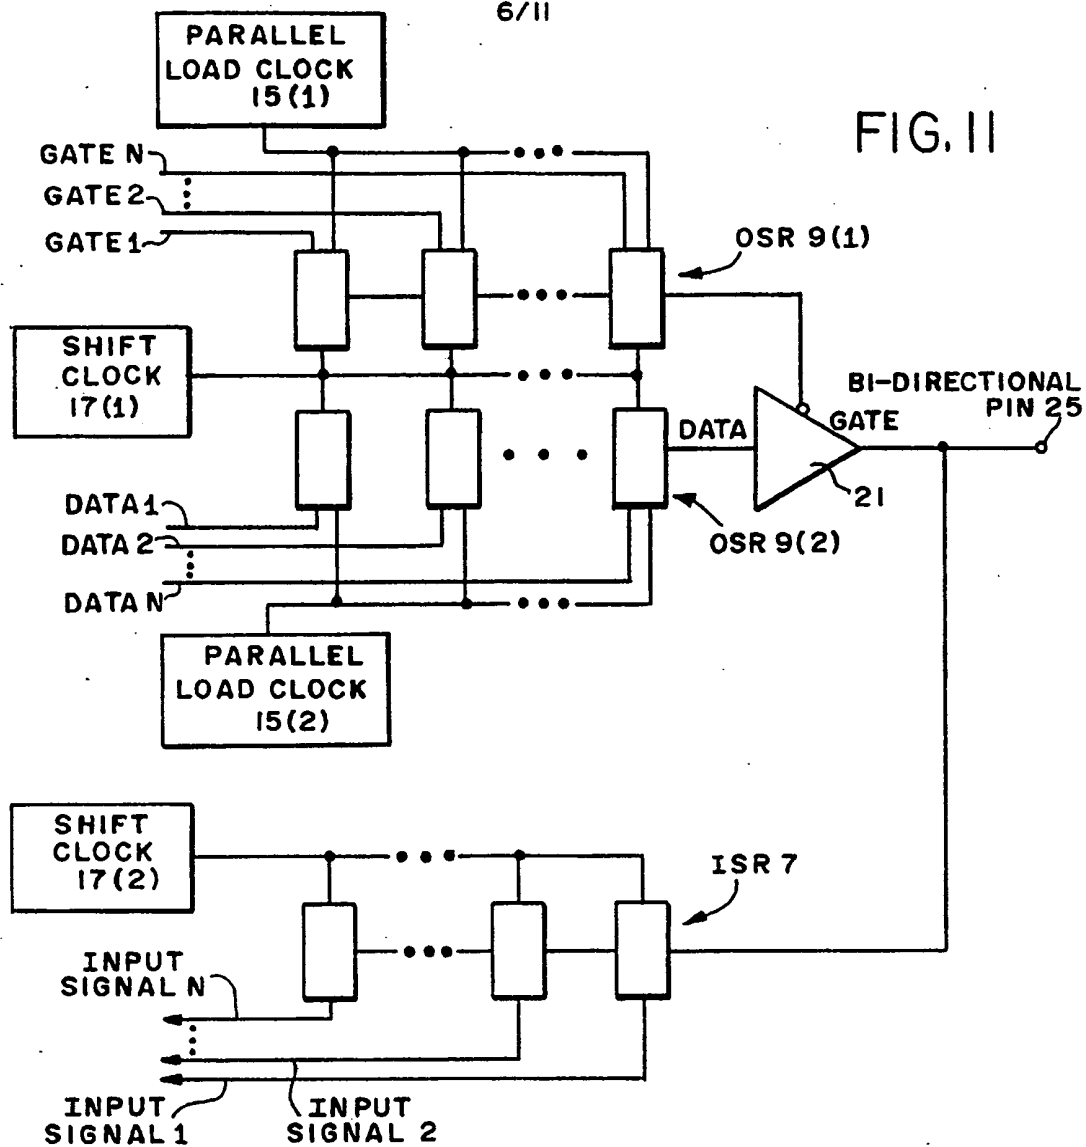 6/11
PARALLEL
LOAD CLOCK
15(1)
FIG. 11
GATE N
GATE 2
GATE 1
OSR 9(1)
SHIFT
CLOCK
17(1)
BI-DIRECTIONAL
PIN 25
DATA
GATE
21
DATA 1
DATA 2
DATA N
OSR 9(2)
PARALLEL
LOAD CLOCK
15(2)
SHIFT
CLOCK
17(2)
ISR 7
INPUT
SIGNAL N
INPUT
SIGNAL 1
INPUT
SIGNAL 2